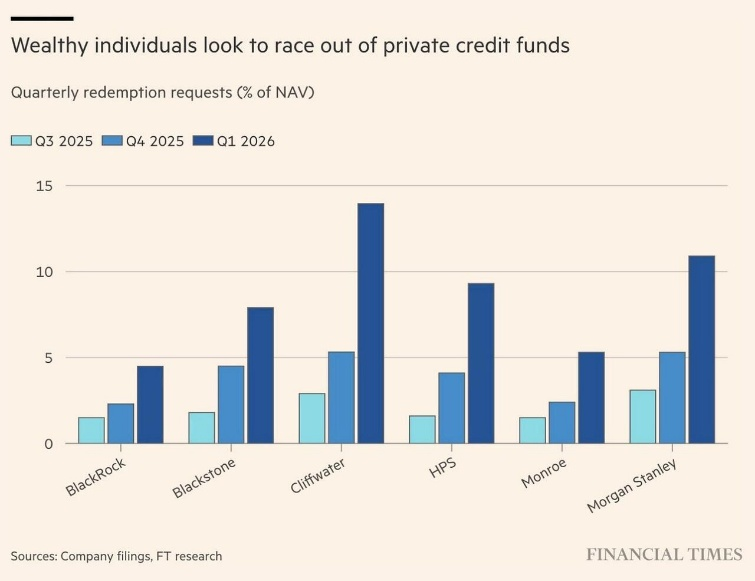 Wealthy individuals look to race out of private credit funds
Quarterly redemption requests (% of NAV)
Q3 2025 Q4 2025 Q1 2026
15
10
5
0
BlackRock
Blackstone
Cliffwater
HPS
Monroe
Morgan Stanley
Sources: Company filings, FT research
FINANCIAL TIMES